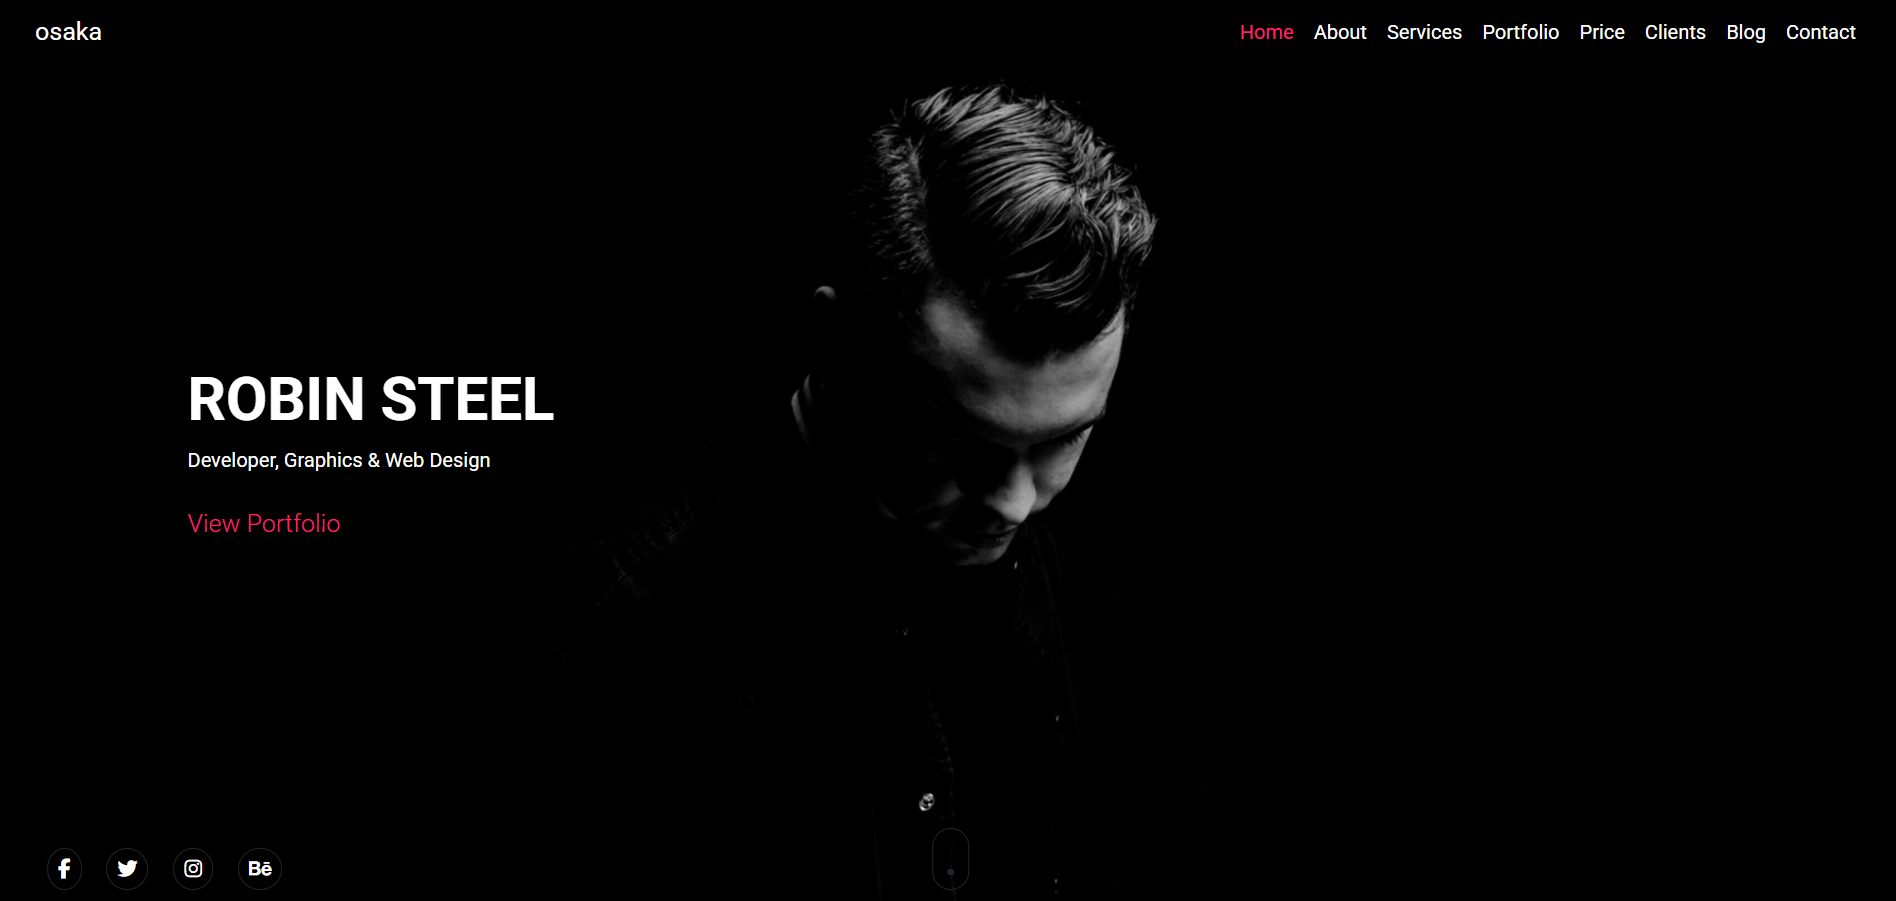 osaka
Home About Services Portfolio Price Clients Blog Contact
ROBIN STEEL
Developer, Graphics & Web Design
View Portfolio
Bē